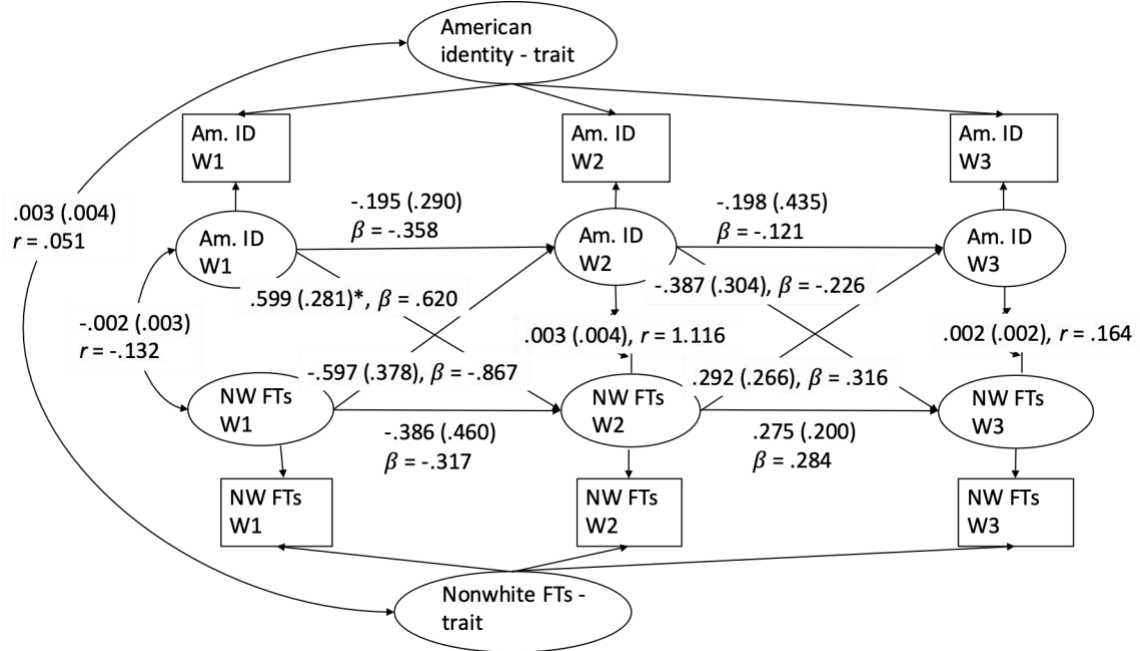 American
identity - trait
Am. ID
W1
Am. ID
W2
Am. ID
W3
.003 (.004)
r = .051
-.195 (.290)
β = -.358
-.198 (.435)
β = -.121
Am. ID
W1
Am. ID
W2
Am. ID
W3
.599 (.281)*, β = .620
-.387 (.304), β = -.226
-.002 (.003)
r = -.132
.003 (.004), r = 1.116
.002 (.002), r = .164
-.597 (.378), β = -.867
.292 (.266), β = .316
NW FTs
W1
NW FTs
W2
NW FTs
W3
-.386 (.460)
β = -.317
.275 (.200)
β = .284
NW FTs
W1
NW FTs
W2
NW FTs
W3
Nonwhite FTs -
trait